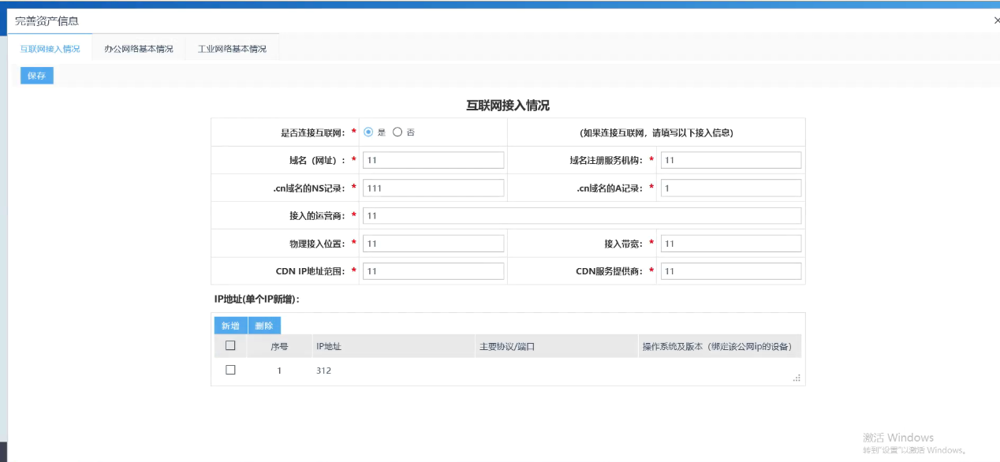 完善资产信息
互联网接入情况 办公网络基本情况 工业网络基本情况
保存
互联网接入情况
是否连接互联网：* 是 否 (如果连接互联网，请填写以下接入信息)
域名（网址）：* 11 域名注册服务机构：* 11
.cn域名的NS记录：* 111 .cn域名的A记录：* 1
接入的运营商：* 11
物理接入位置：* 11 接入带宽：* 11
CDN IP地址范围：* 11 CDN服务提供商：* 11
IP地址(单个IP新增)：
新增 删除
序号 IP地址 主要协议/端口 操作系统及版本（绑定该公网ip的设备）
1 312
激活 Windows
转到"设置"以激活 Windows。